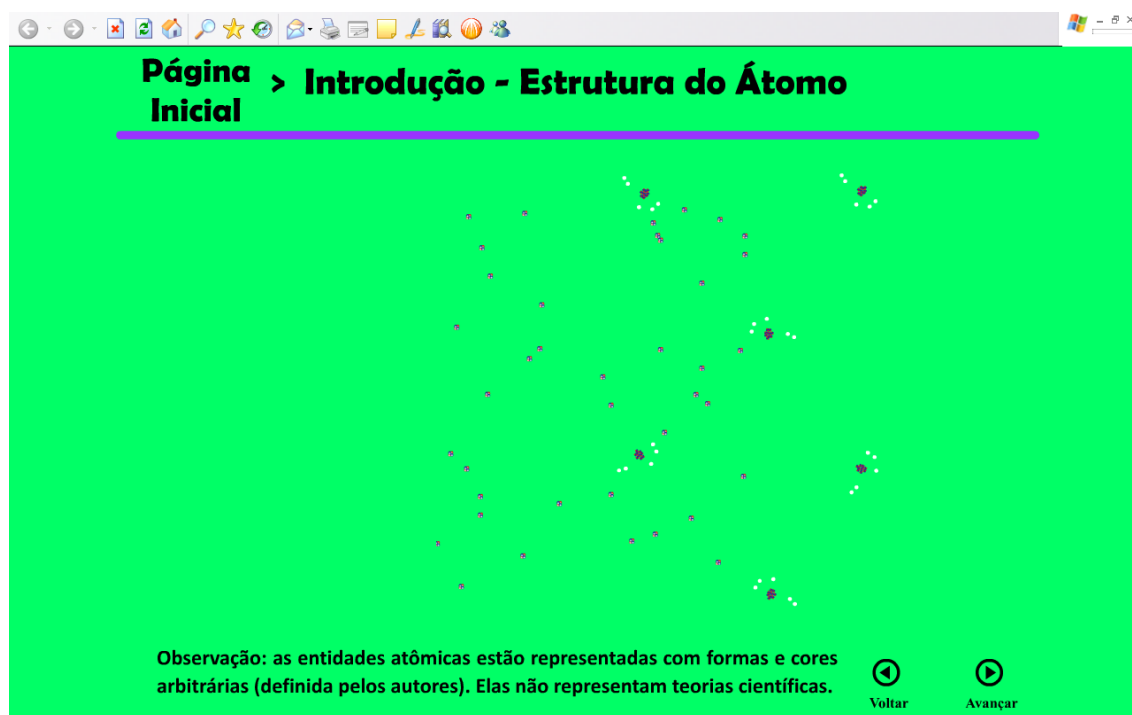 Página
Inicial
> Introdução - Estrutura do Átomo
Observação: as entidades atômicas estão representadas com formas e cores
arbitrárias (definida pelos autores). Elas não representam teorias científicas.
Voltar
Avançar